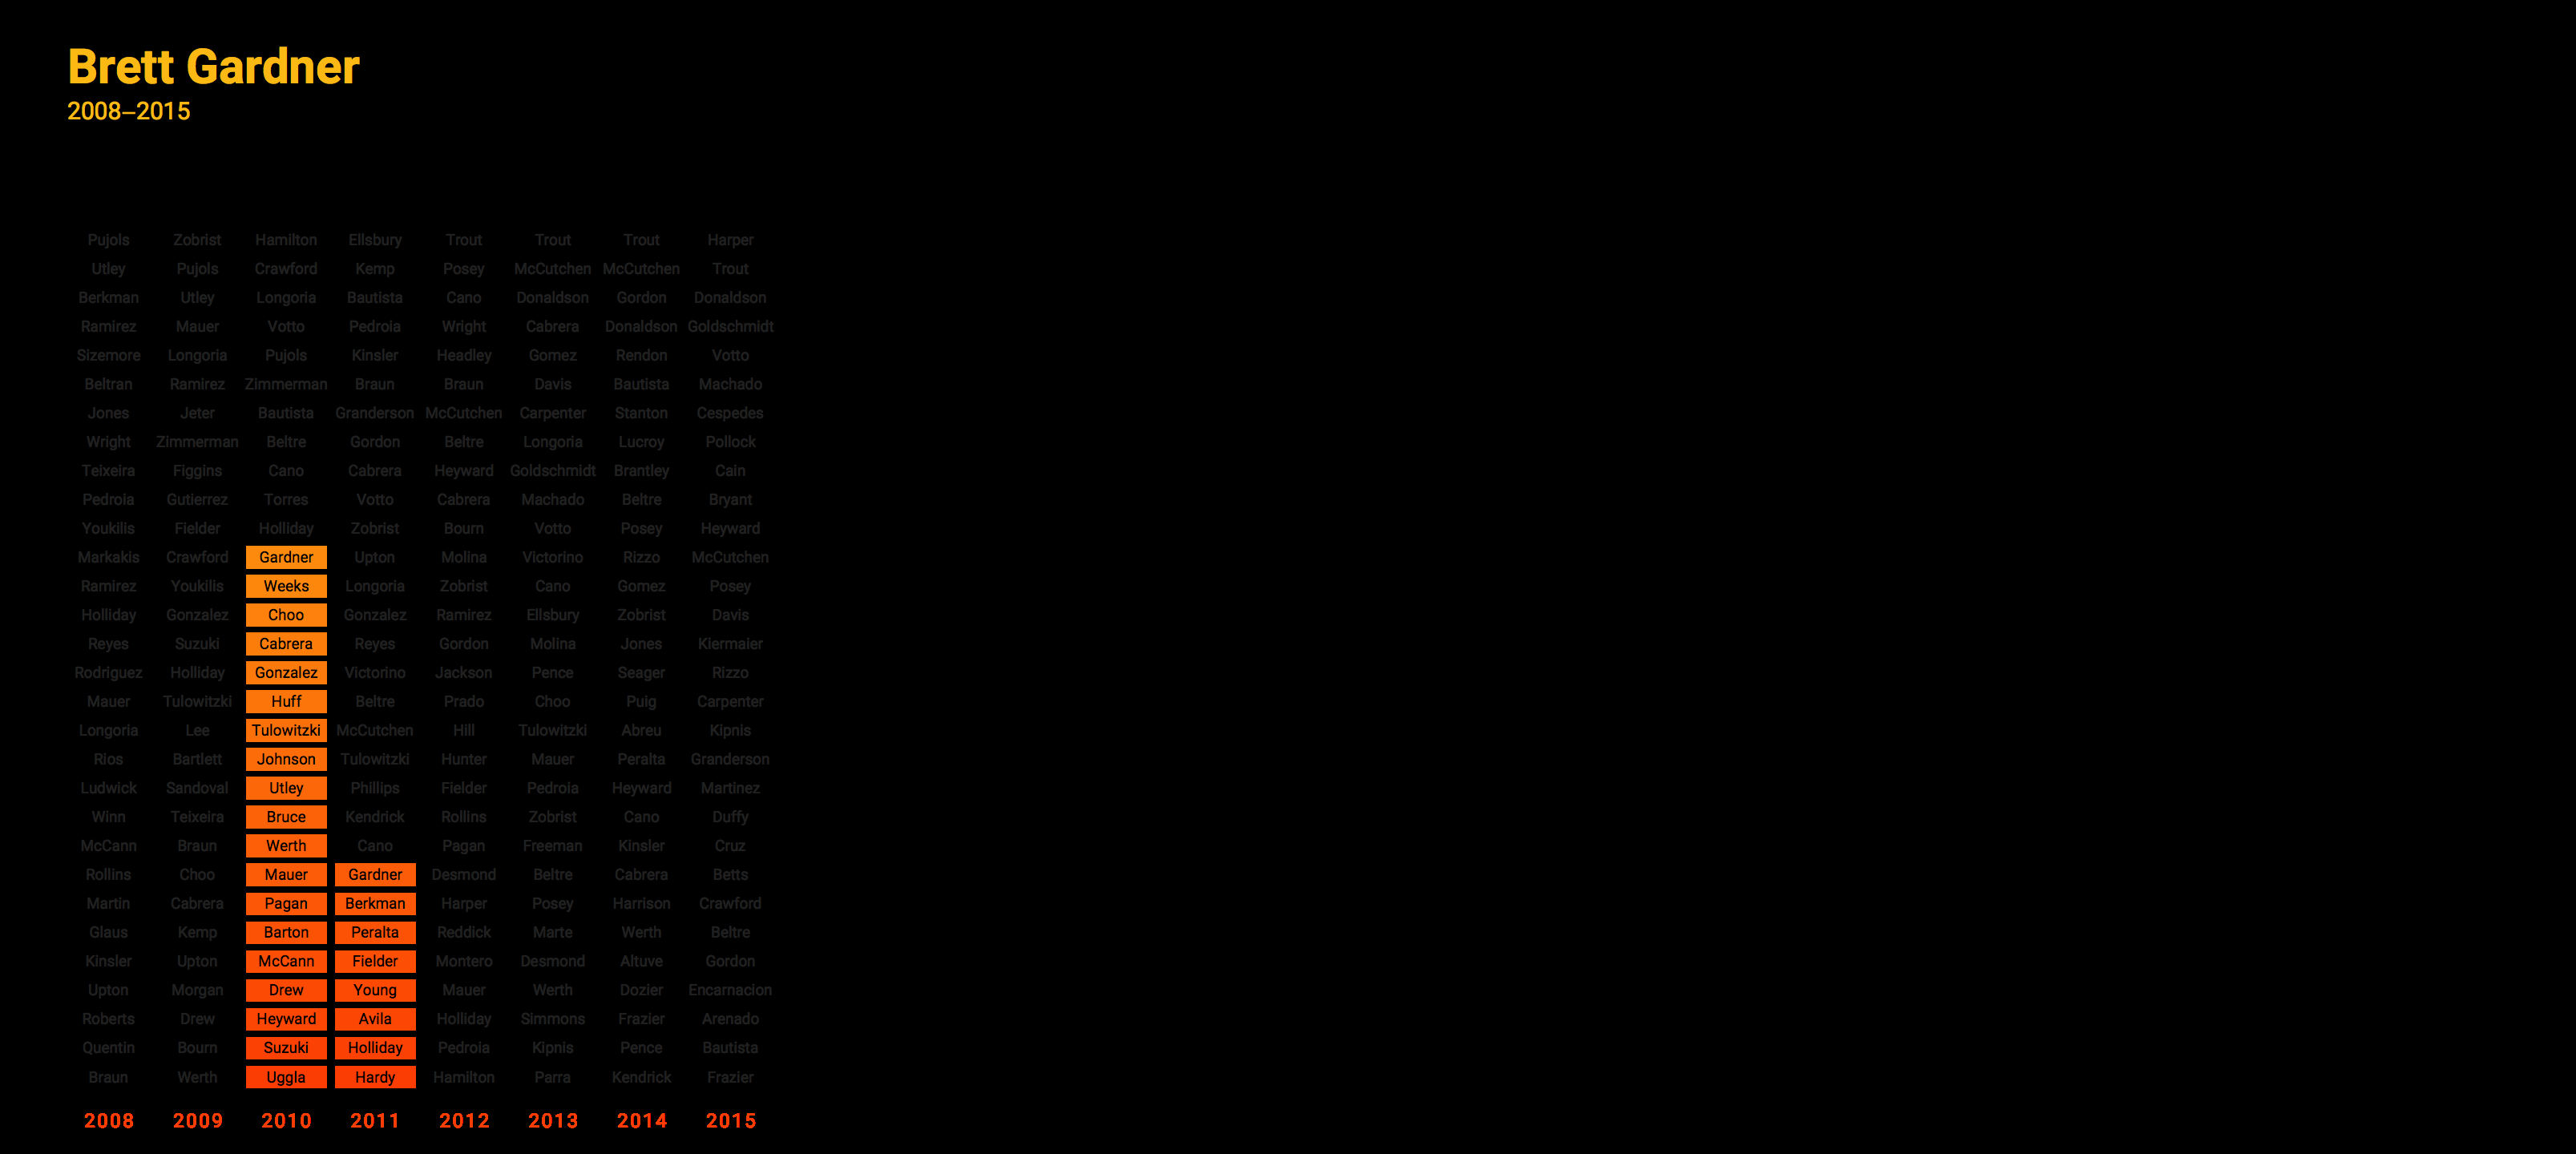 Brett Gardner
2008–2015
Pujols Zobrist Hamilton Ellsbury Trout Trout Trout Harper
Utley Pujols Crawford Kemp Posey McCutchen McCutchen Trout
Berkman Utley Longoria Bautista Cano Donaldson Gordon Donaldson
Ramirez Mauer Votto Pedroia Wright Cabrera Donaldson Goldschmidt
Sizemore Longoria Pujols Kinsler Headley Gomez Rendon Votto
Beltran Ramirez Zimmerman Braun Braun Davis Bautista Machado
Jones Jeter Bautista Granderson McCutchen Carpenter Stanton Cespedes
Wright Zimmerman Beltre Gordon Beltre Longoria Lucroy Pollock
Teixeira Figgins Cano Cabrera Heyward Goldschmidt Brantley Cain
Pedroia Gutierrez Torres Votto Cabrera Machado Beltre Bryant
Youkilis Fielder Holliday Zobrist Bourn Votto Posey Heyward
Markakis Crawford Gardner Upton Molina Victorino Rizzo McCutchen
Ramirez Youkilis Weeks Longoria Zobrist Cano Gomez Posey
Holliday Gonzalez Choo Gonzalez Ramirez Ellsbury Zobrist Davis
Reyes Suzuki Cabrera Reyes Gordon Molina Jones Kiermaier
Rodriguez Holliday Gonzalez Victorino Jackson Pence Seager Rizzo
Mauer Tulowitzki Huff Beltre Prado Choo Puig Carpenter
Longoria Lee Tulowitzki McCutchen Hill Tulowitzki Abreu Kipnis
Rios Bartlett Johnson Tulowitzki Hunter Mauer Peralta Granderson
Ludwick Sandoval Utley Phillips Fielder Pedroia Heyward Martinez
Winn Teixeira Bruce Kendrick Rollins Zobrist Cano Duffy
McCann Braun Werth Cano Pagan Freeman Kinsler Cruz
Rollins Choo Mauer Gardner Desmond Beltre Cabrera Betts
Martin Cabrera Pagan Berkman Harper Posey Harrison Crawford
Glaus Kemp Barton Peralta Reddick Marte Werth Beltre
Kinsler Upton McCann Fielder Montero Desmond Altuve Gordon
Upton Morgan Drew Young Mauer Werth Dozier Encarnacion
Roberts Drew Heyward Avila Holliday Simmons Frazier Arenado
Quentin Bourn Suzuki Holliday Pedroia Kipnis Pence Bautista
Braun Werth Uggla Hardy Hamilton Parra Kendrick Frazier
2008 2009 2010 2011 2012 2013 2014 2015